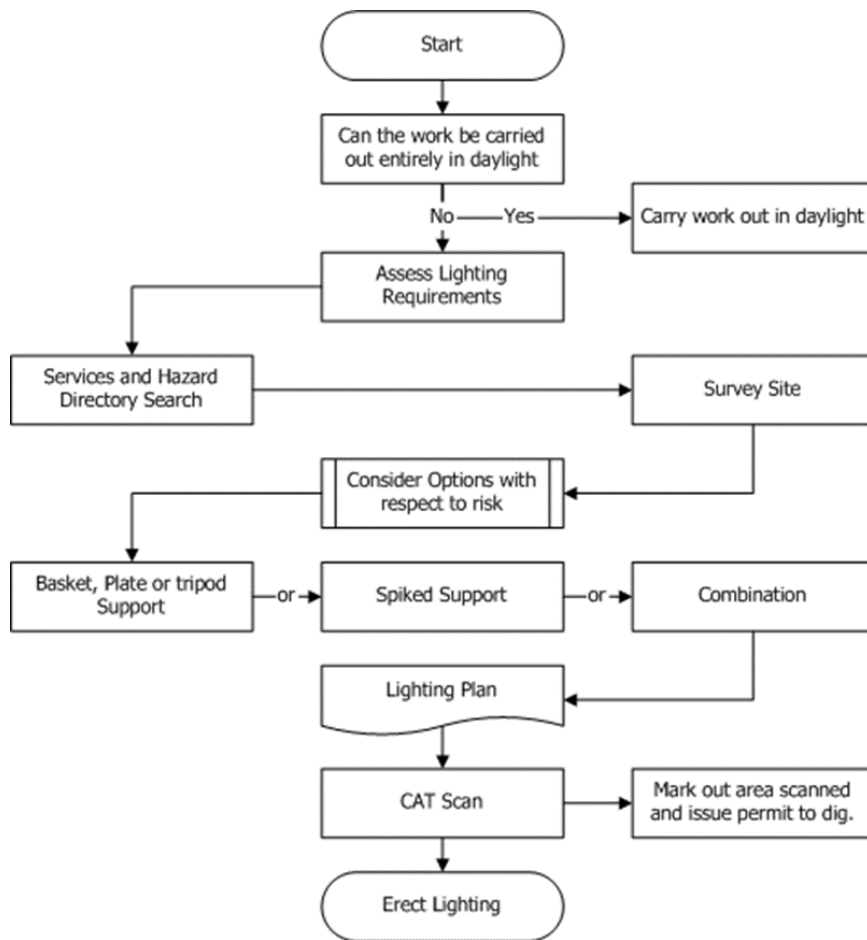 Start
Can the work be carried
out entirely in daylight
No
Yes
Carry work out in daylight
Assess Lighting
Requirements
Services and Hazard
Directory Search
Survey Site
Consider Options with
respect to risk
Basket, Plate or tripod
Support
or
Spiked Support
or
Combination
Lighting Plan
CAT Scan
Mark out area scanned
and issue permit to dig.
Erect Lighting